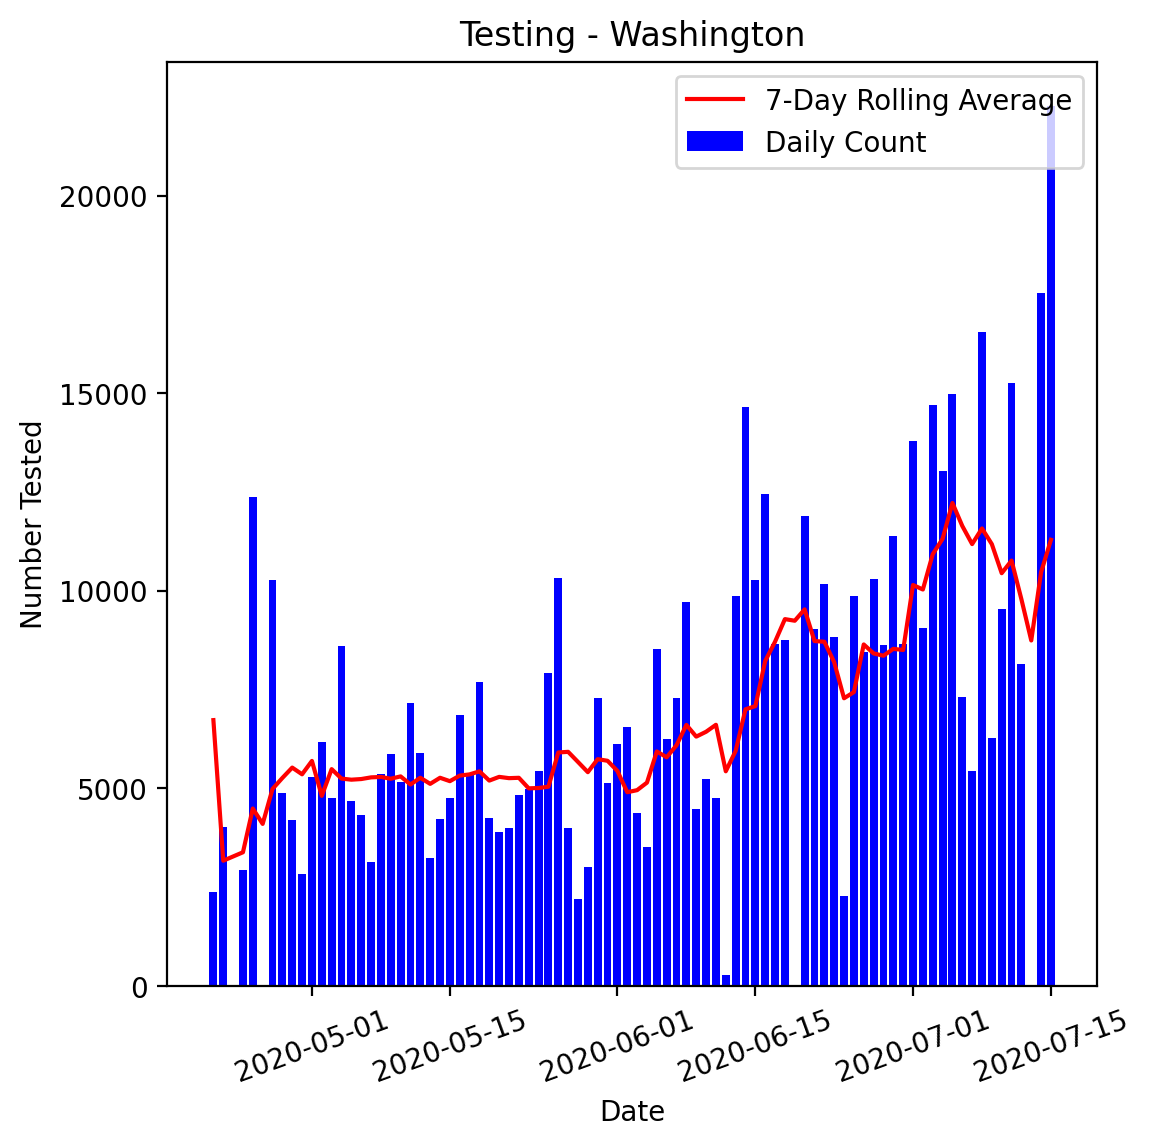 Testing - Washington
7-Day Rolling Average
Daily Count
20000
15000
10000
5000
0
Number Tested
2020-05-01
2020-05-15
2020-06-01
2020-06-15
2020-07-01
2020-07-15
Date